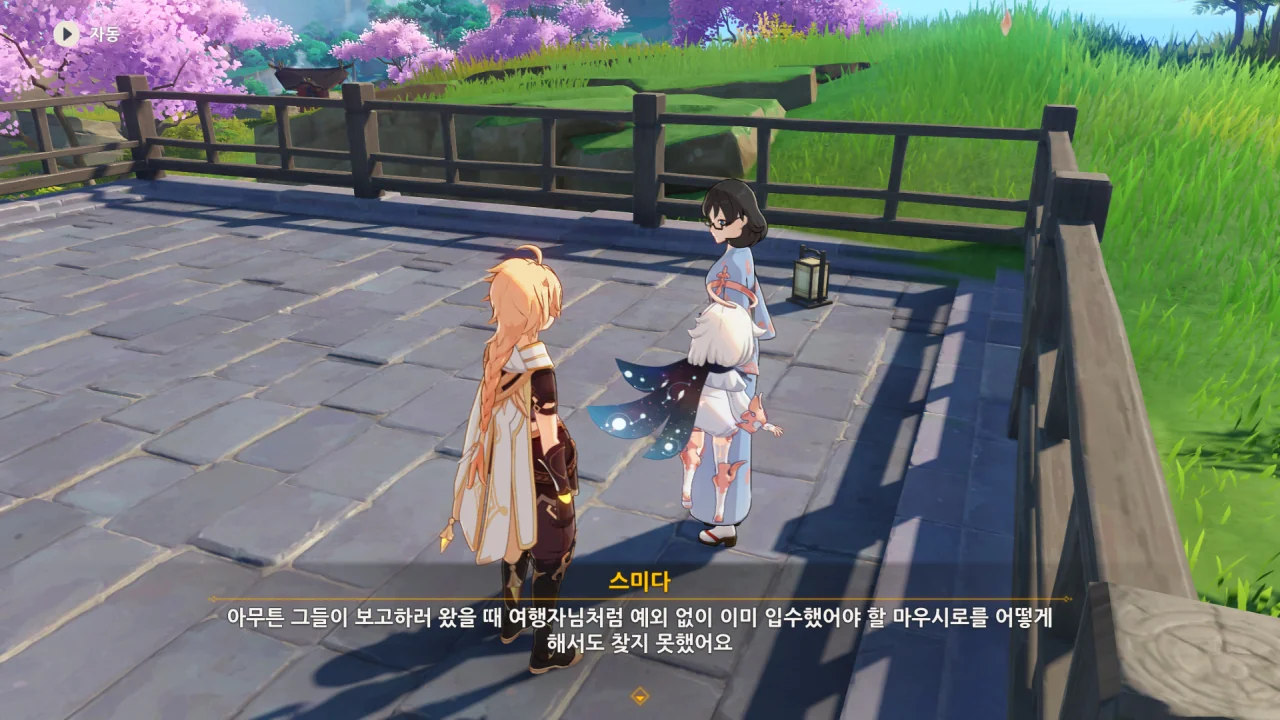 자동
스미다
아무튼 그들이 보고하러 왔을 때 여행자님처럼 예외 없이 이미 입수했어야 할 마우시로를 어떻게
해서도 찾지 못했어요